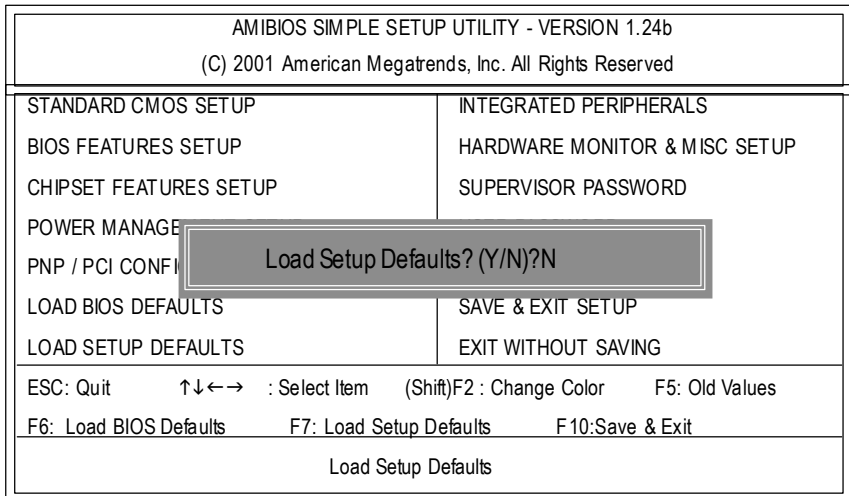 AMIBIOS SIMPLE SETUP UTILITY - VERSION 1.24b
(C) 2001 American Megatrends, Inc. All Rights Reserved
STANDARD CMOS SETUP
BIOS FEATURES SETUP
CHIPSET FEATURES SETUP
POWER MANAGE
PNP / PCI CONFI
LOAD BIOS DEFAULTS
LOAD SETUP DEFAULTS
INTEGRATED PERIPHERALS
HARDWARE MONITOR & MISC SETUP
SUPERVISOR PASSWORD
SAVE & EXIT SETUP
EXIT WITHOUT SAVING
Load Setup Defaults? (Y/N)?N
ESC: Quit ↑↓←→ : Select Item (Shift)F2 : Change Color F5: Old Values
F6: Load BIOS Defaults F7: Load Setup Defaults F10:Save & Exit
Load Setup Defaults